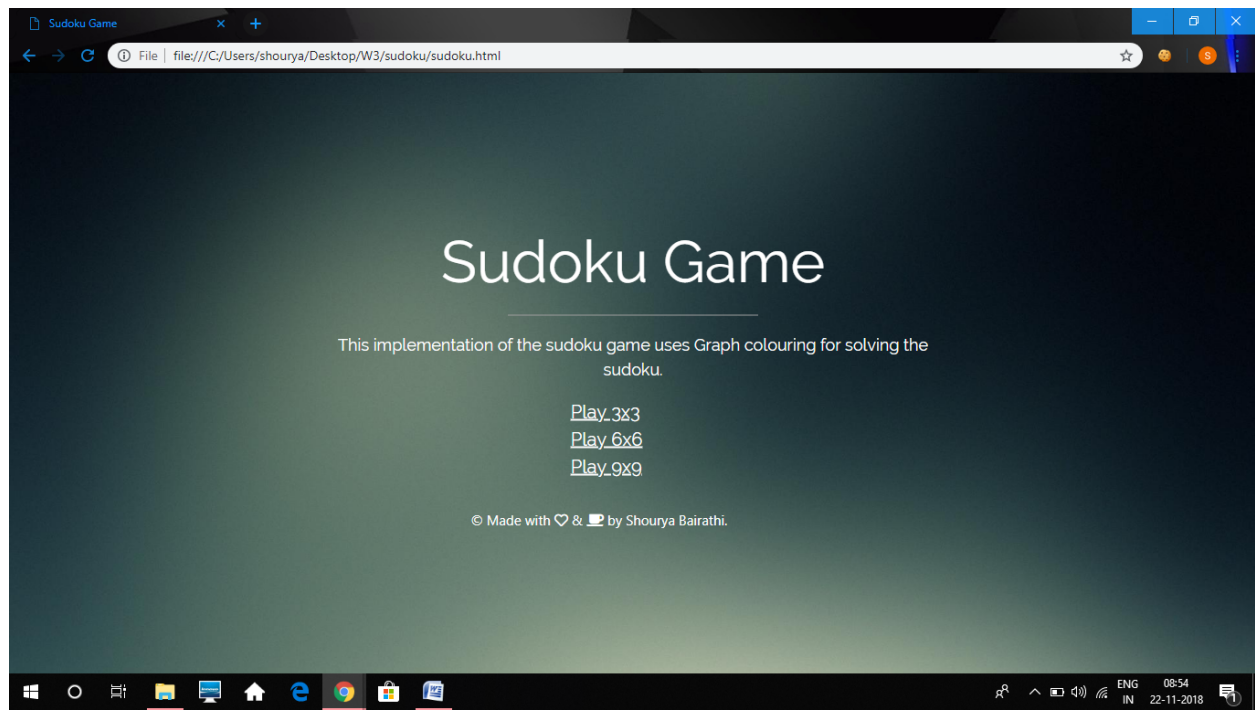 Sudoku Game
File file:///C:/Users/shourya/Desktop/W3/sudoku/sudoku.html
S
Sudoku Game
This implementation of the sudoku game uses Graph colouring for solving the
sudoku.
Play 3x3
Play 6x6
Play 9x9
© Made with ♡ & ☕ by Shourya Bairathi.
ENG 08:54
IN 22-11-2018
1